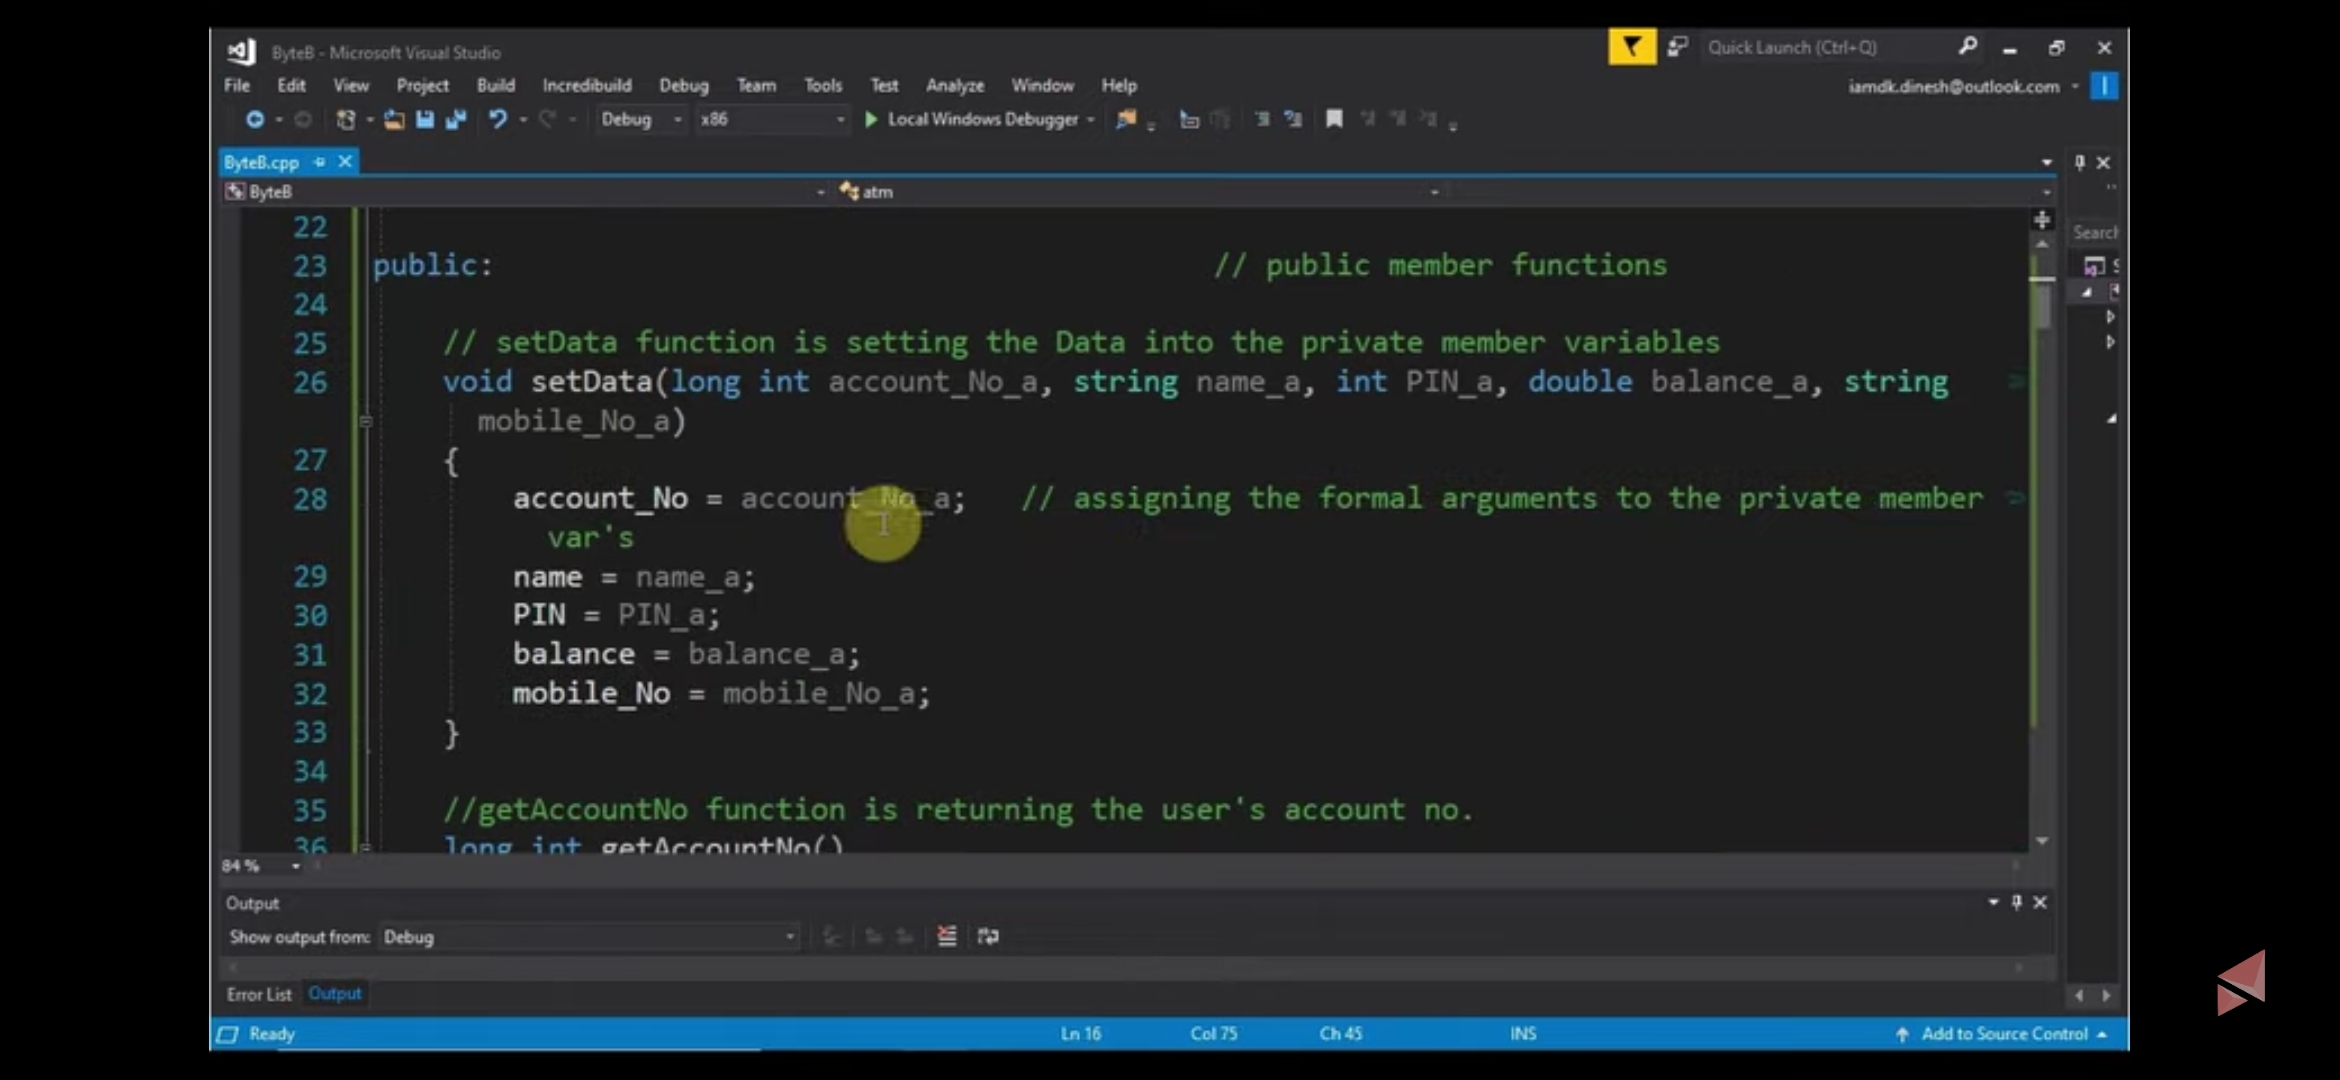 ByteB - Microsoft Visual Studio
Quick Launch (Ctrl+Q)
File Edit View Project Build Incredibuild Debug Team Tools Test Analyze Window Help
iamdk.dinesh@outlook.com
Debug x86 Local Windows Debugger
ByteB.cpp
ByteB atm
22
Search
23 public: // public member functions
24
25 // setData function is setting the Data into the private member variables
26 void setData(long int account_No_a, string name_a, int PIN_a, double balance_a, string
mobile_No_a)
27 {
28 account_No = account_No_a; // assigning the formal arguments to the private member
var's
29 name = name_a;
30 PIN = PIN_a;
31 balance = balance_a;
32 mobile_No = mobile_No_a;
33 }
34
35 //getAccountNo function is returning the user's account no.
36 long int getAccountNo()
84 %
Output
Show output from: Debug
Error List Output
Ready Ln 16 Col 75 Ch 45 INS Add to Source Control